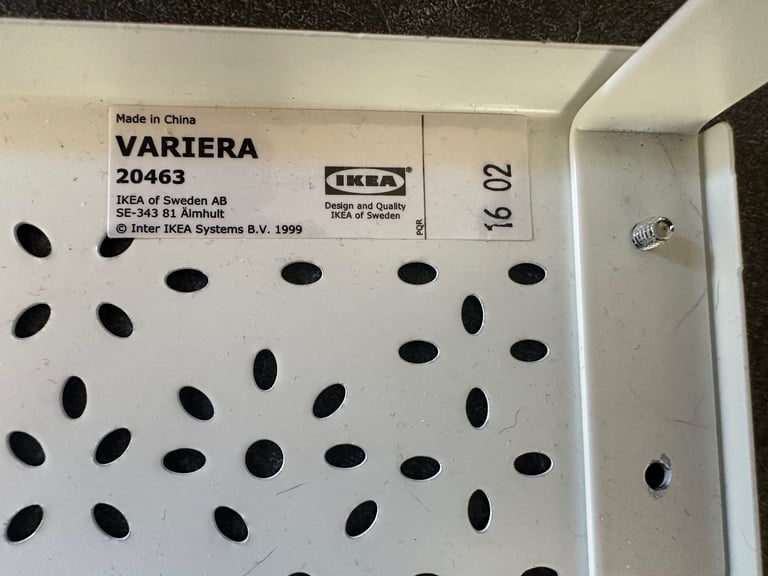 Made in China
VARIERA
20463
IKEA of Sweden AB
SE-343 81 Älmhult
© Inter IKEA Systems B.V. 1999
IKEA®
Design and Quality
IKEA of Sweden
PQR
16 02